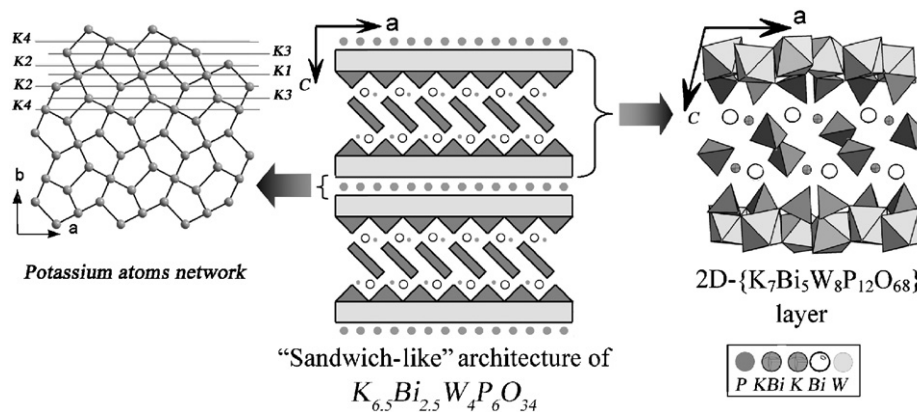 K4
K2
K2
K4
K3
K1
K3
b
a
Potassium atoms network
a
c
"Sandwich-like" architecture of
K6.5Bi2.5W4P6O34
a
c
2D-{K7Bi5W8P12O68}
layer
P KBi K Bi W